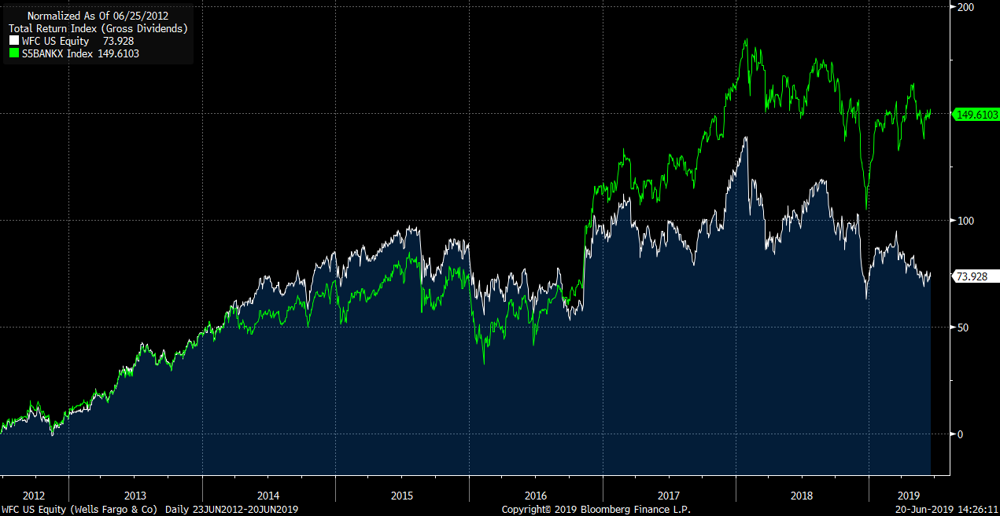 Normalized As Of 06/25/2012
Total Return Index (Gross Dividends)
WFC US Equity 73.928
S5BANKX Index 149.6103
200
149.6103
100
73.928
50
0
2012 2013 2014 2015 2016 2017 2018 2019
WFC US Equity (Wells Fargo & Co) Daily 23JUN2012-20JUN2019 Copyright© 2019 Bloomberg Finance L.P. 20-Jun-2019 14:26:11